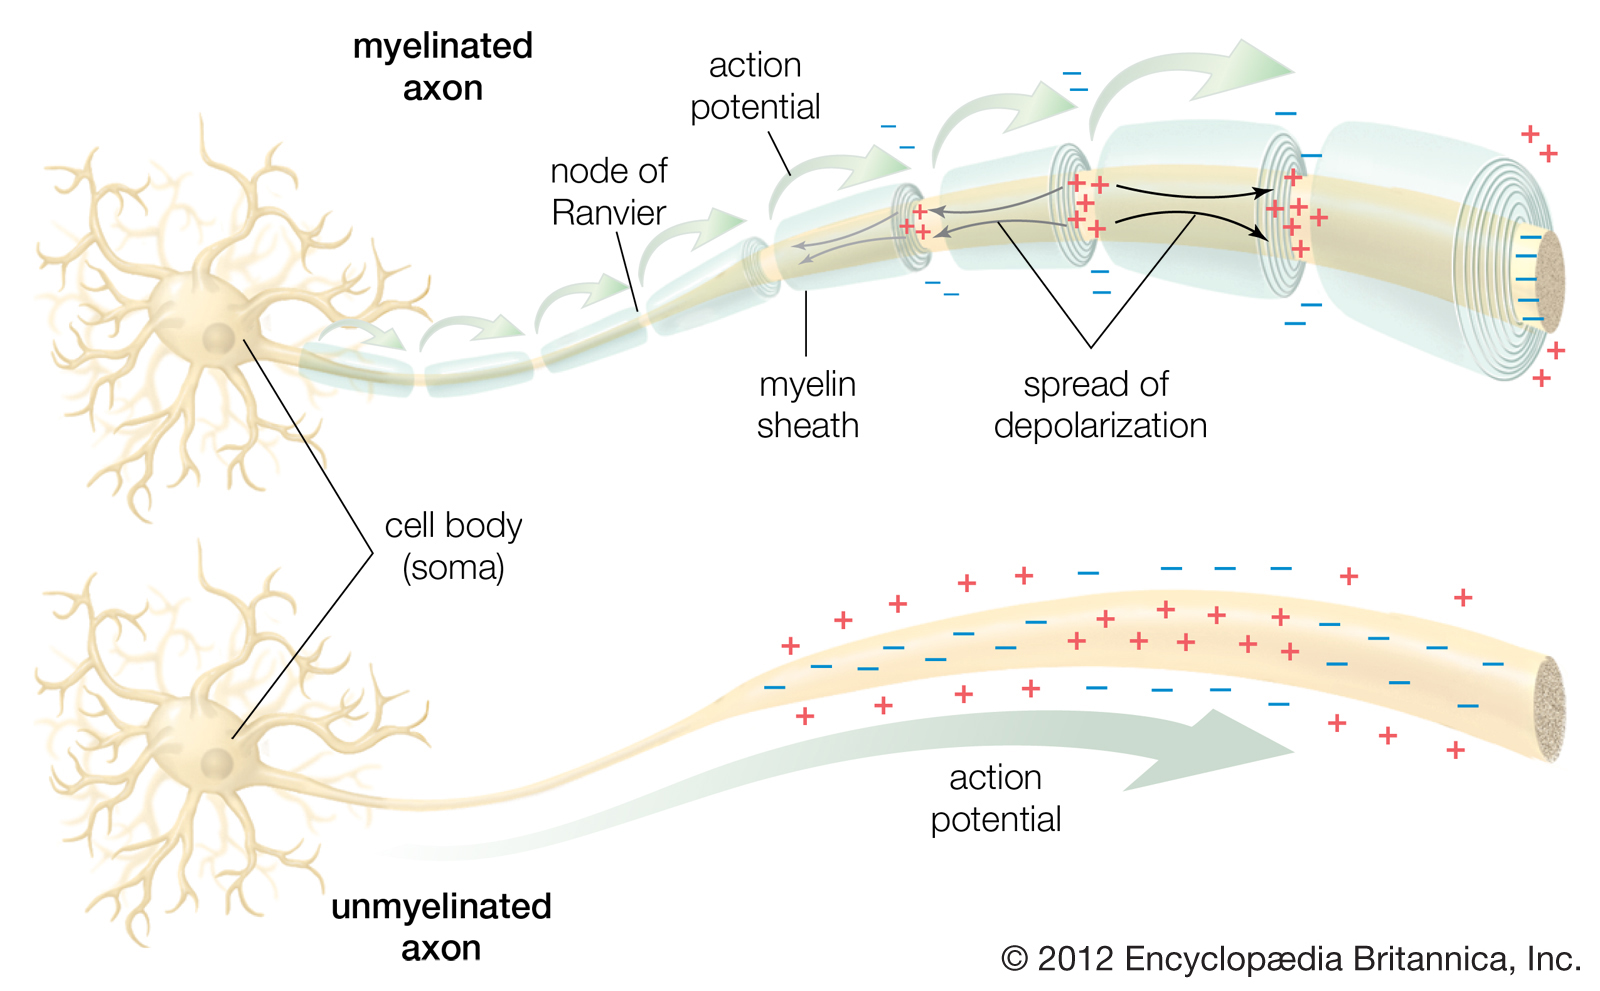 myelinated
axon
action
potential
node of
Ranvier
myelin
sheath
spread of
depolarization
cell body
(soma)
action
potential
unmyelinated
axon
© 2012 Encyclopædia Britannica, Inc.